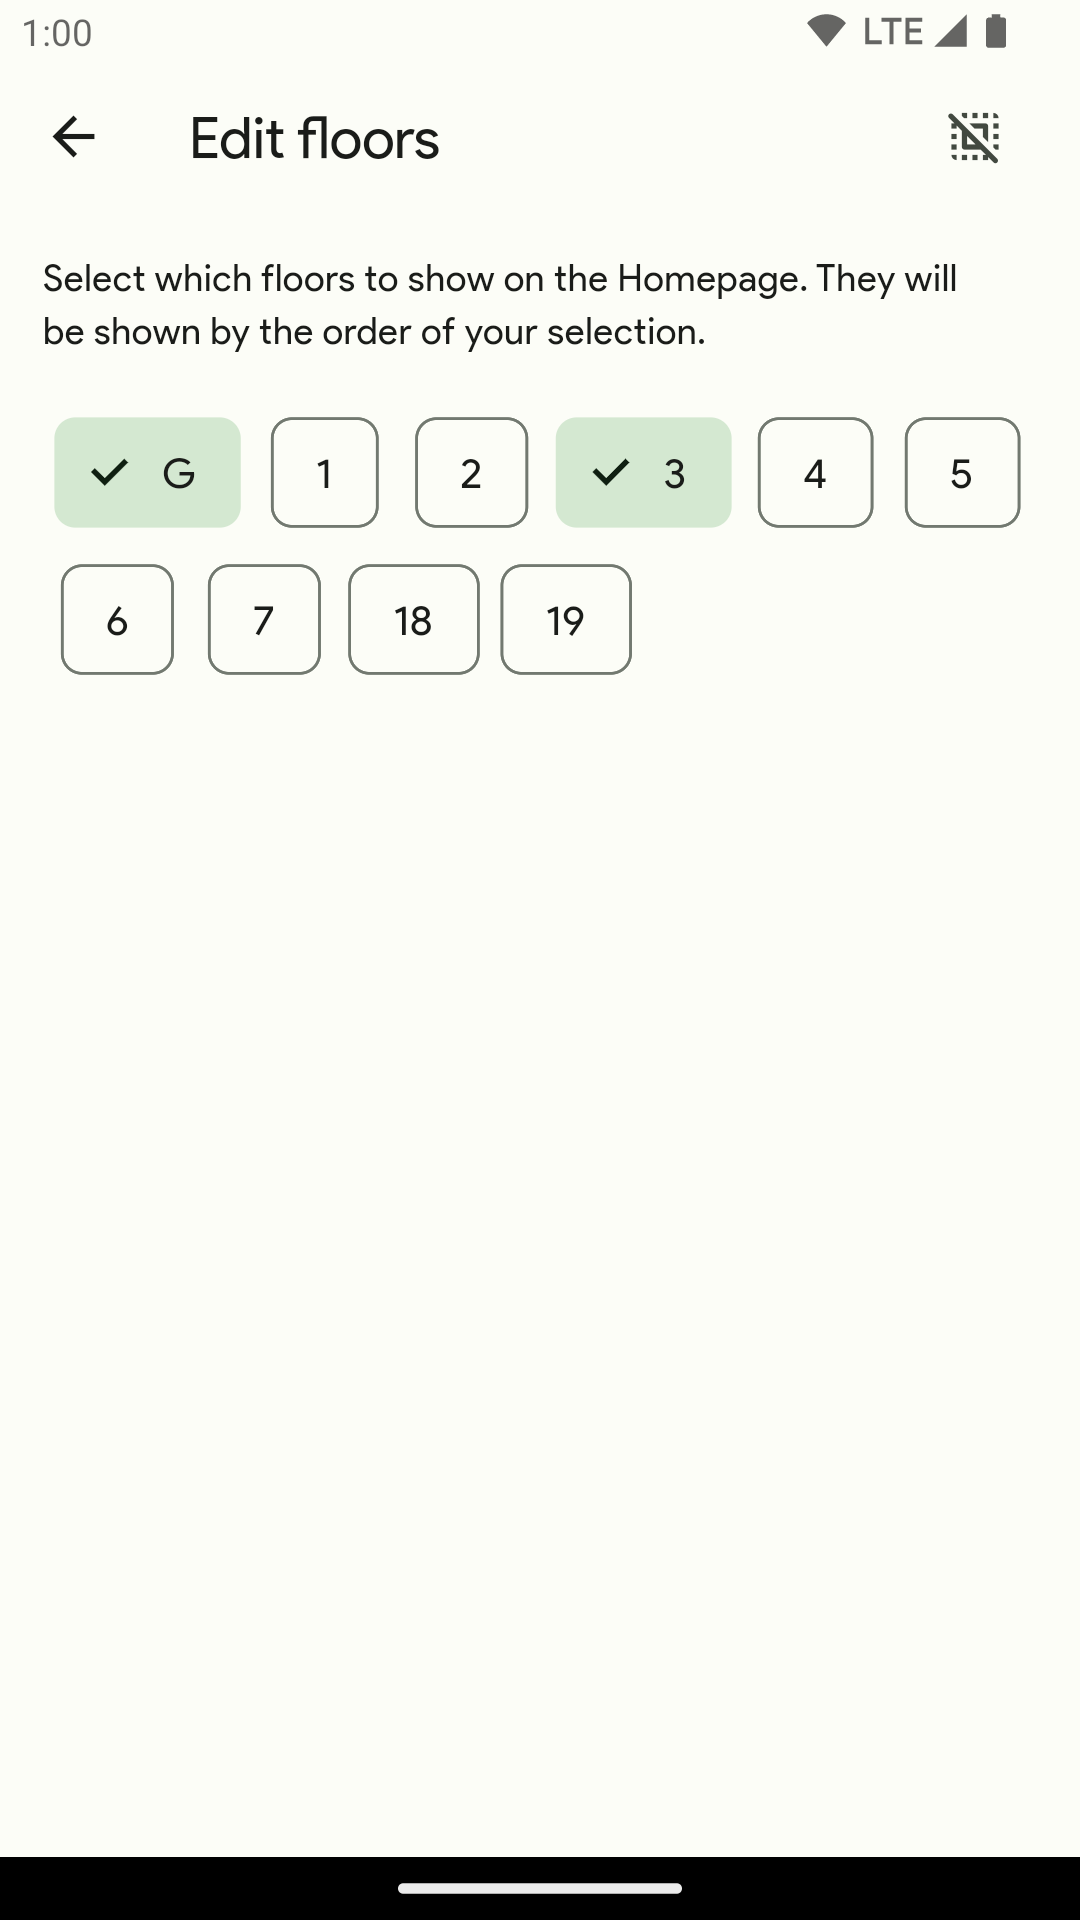 1:00 LTE
Edit floors
Select which floors to show on the Homepage. They will
be shown by the order of your selection.
G 1 2 3 4 5
6 7 18 19